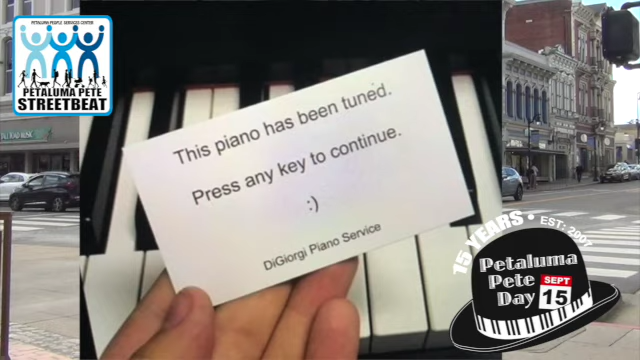 PETALUMA PEOPLE SERVICES CENTER
PETALUMA PETE
STREETBEAT
This piano has been tuned.
Press any key to continue.
:)
DiGiorgi Piano Service
15 YEARS • EST: 2007
Petaluma
Pete
Day
SEPT
15